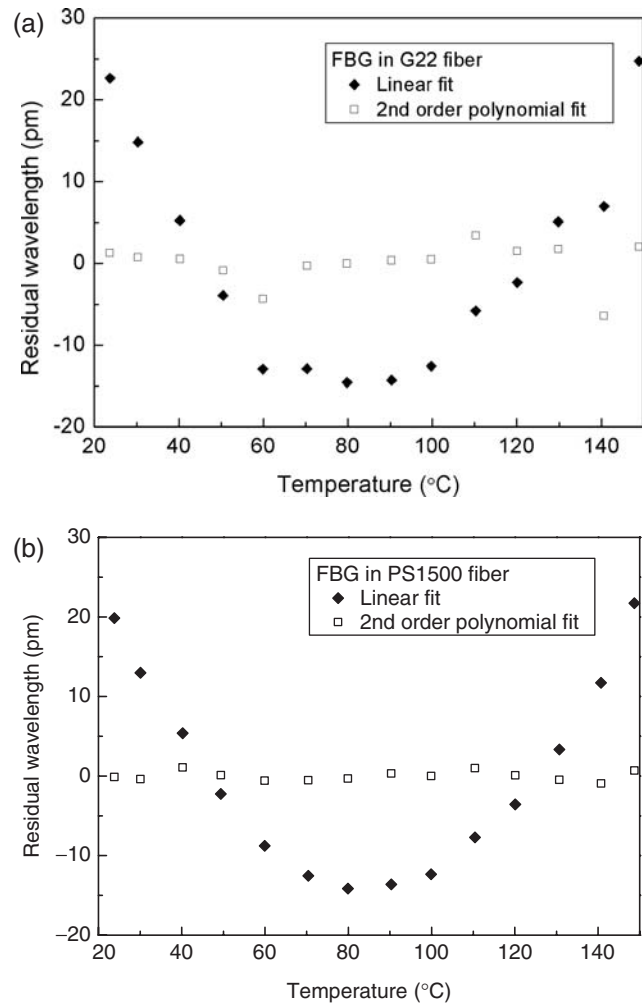 (a)
30
20
10
0
-10
-20
Residual wavelength (pm)
FBG in G22 fiber
Linear fit
2nd order polynomial fit
20 40 60 80 100 120 140
Temperature (°C)
(b)
30
20
10
0
−10
−20
Residual wavelength (pm)
FBG in PS1500 fiber
Linear fit
2nd order polynomial fit
20 40 60 80 100 120 140
Temperature (°C)